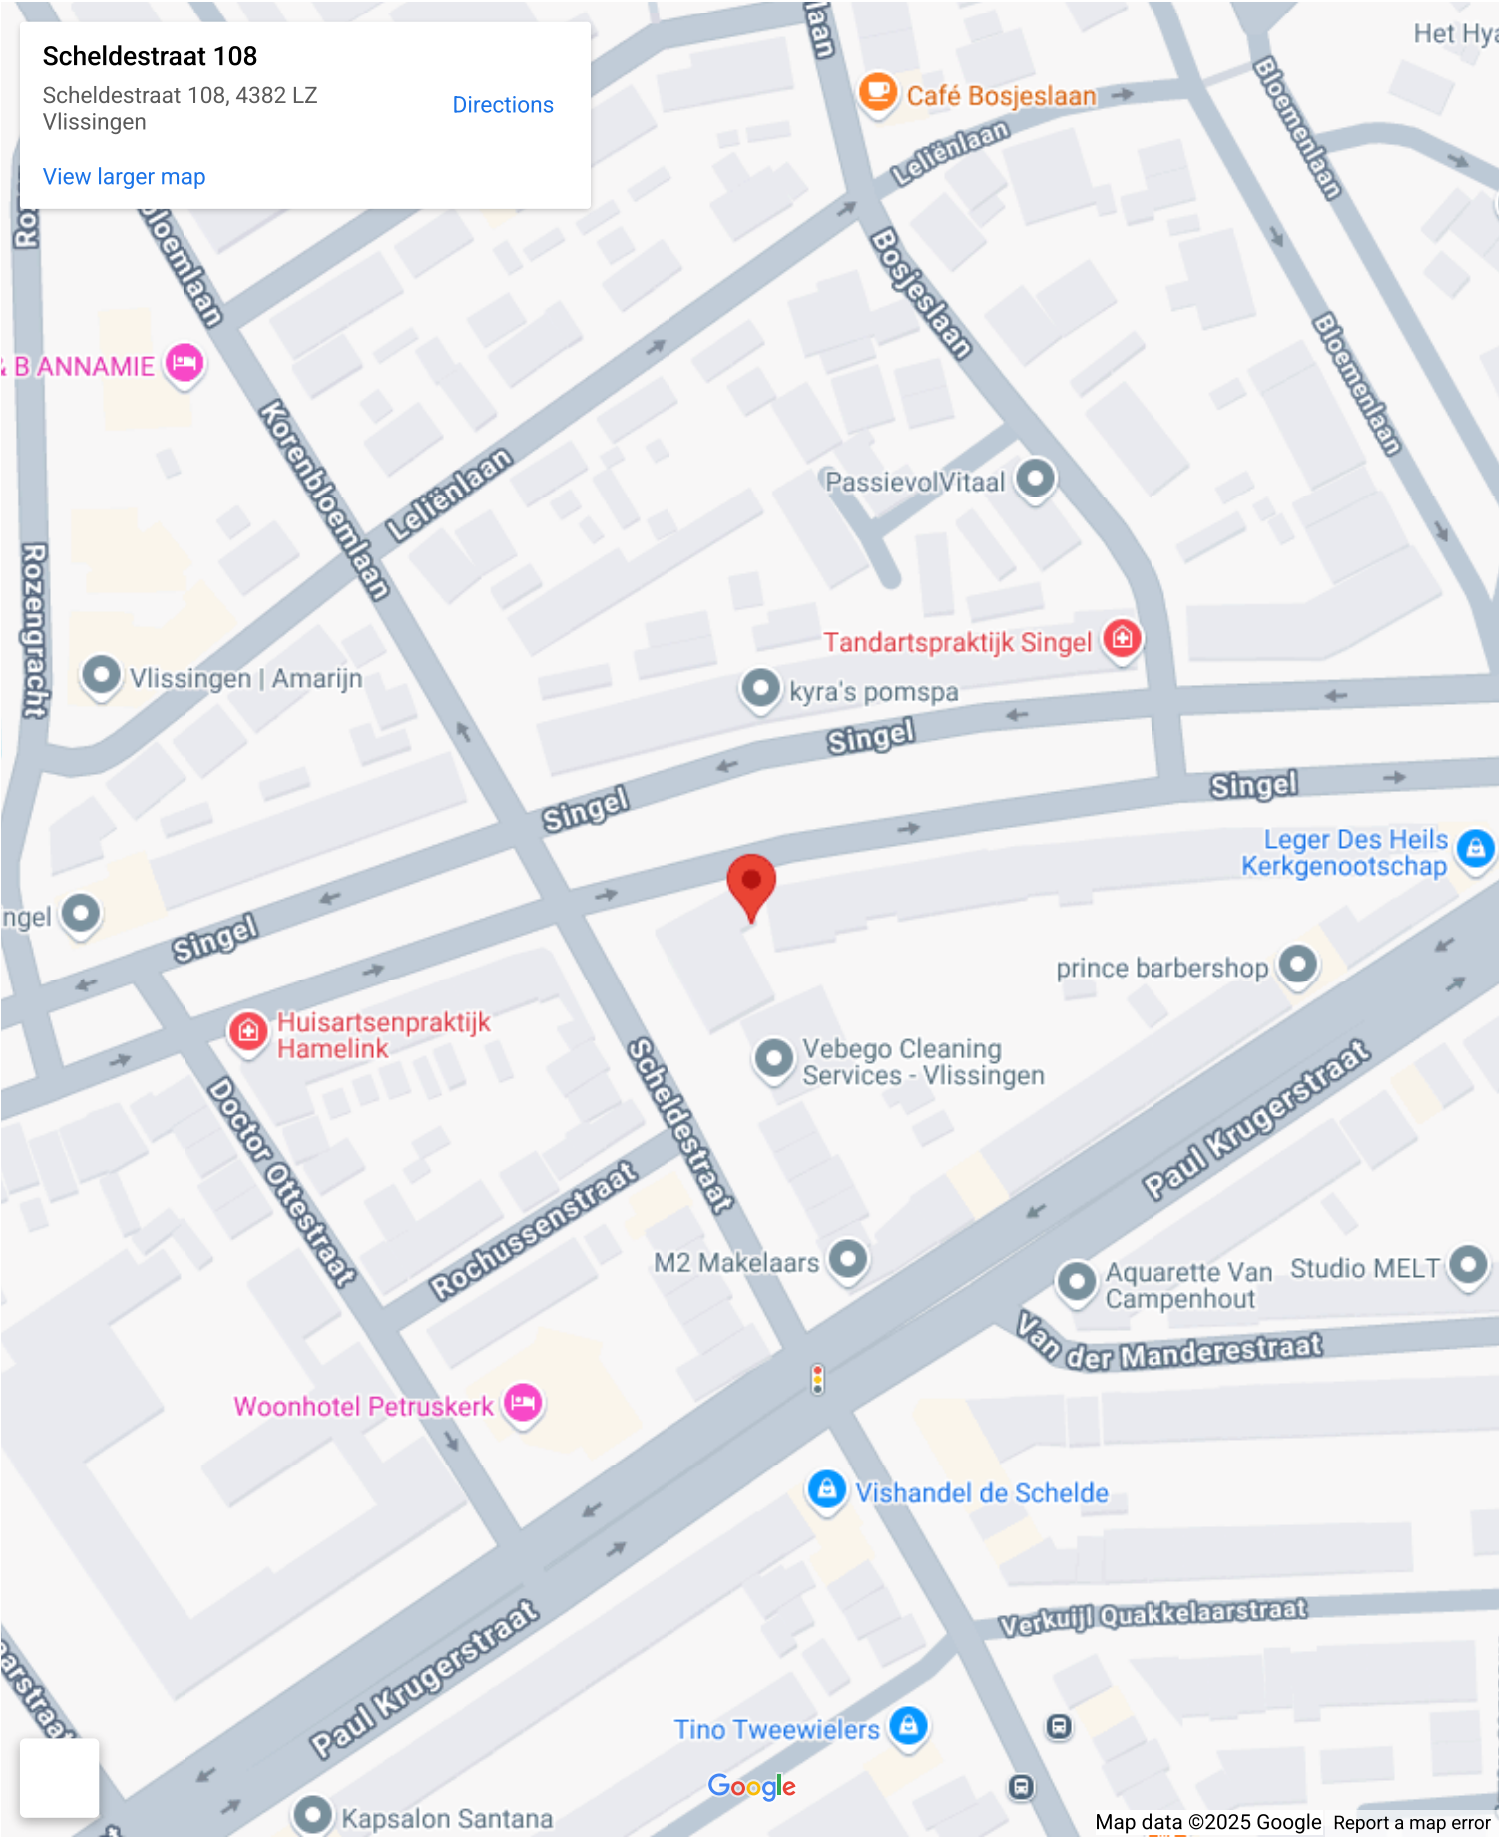 Scheldestraat 108
Scheldestraat 108, 4382 LZ
Vlissingen
Directions
View larger map
laan
Het Hya
Café Bosjeslaan
Leliënlaan
Bloemenlaan
Ro
bloemlaan
Bosjeslaan
Bloemenlaan
& B ANNAMIE
Korenbloemlaan
Leliënlaan
PassievolVitaal
Rozengracht
Tandartspraktijk Singel
Vlissingen | Amarijn
kyra's pomspa
Singel
Singel
Singel
Leger Des Heils
Kerkgenootschap
ngel
Singel
prince barbershop
Huisartsenpraktijk
Hamelink
Vebego Cleaning
Services - Vlissingen
Scheldestraat
Doctor Ottestraat
Paul Krugerstraat
Rochussenstraat
M2 Makelaars
Aquarette Van
Campenhout
Studio MELT
Van der Manderestraat
Woonhotel Petruskerk
Vishandel de Schelde
Verkuijl Quakkelaarstraat
Paul Krugerstraat
arstraat
Tino Tweewielers
Google
Kapsalon Santana
Map data ©2025 Google
Report a map error